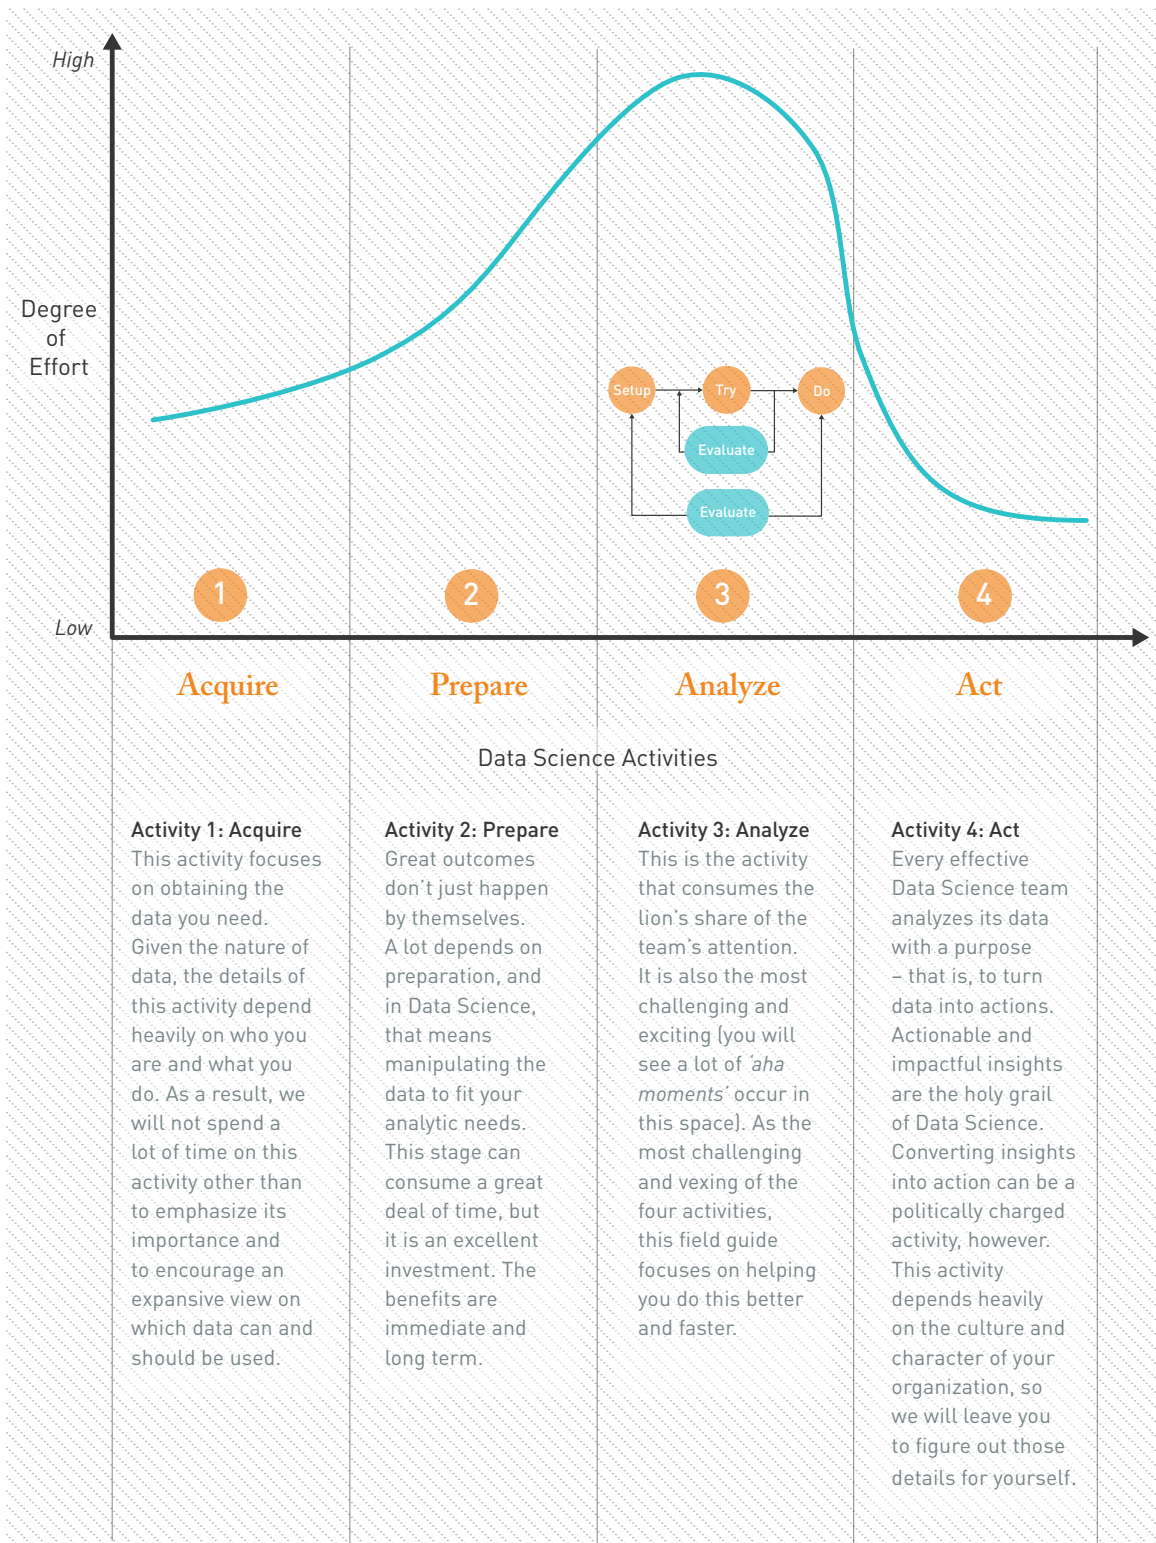 High
Degree
of
Effort
Setup
Try
Do
Evaluate
Evaluate
1
2
3
4
Low
Acquire
Prepare
Analyze
Act
Data Science Activities
Activity 1: Acquire
This activity focuses
on obtaining the
data you need.
Given the nature of
data, the details of
this activity depend
heavily on who you
are and what you
do. As a result, we
will not spend a
lot of time on this
activity other than
to emphasize its
importance and
to encourage an
expansive view on
which data can and
should be used.
Activity 2: Prepare
Great outcomes
don’t just happen
by themselves.
A lot depends on
preparation, and
in Data Science,
that means
manipulating the
data to fit your
analytic needs.
This stage can
consume a great
deal of time, but
it is an excellent
investment. The
benefits are
immediate and
long term.
Activity 3: Analyze
This is the activity
that consumes the
lion’s share of the
team’s attention.
It is also the most
challenging and
exciting (you will
see a lot of ‘aha
moments’ occur in
this space). As the
most challenging
and vexing of the
four activities,
this field guide
focuses on helping
you do this better
and faster.
Activity 4: Act
Every effective
Data Science team
analyzes its data
with a purpose
– that is, to turn
data into actions.
Actionable and
impactful insights
are the holy grail
of Data Science.
Converting insights
into action can be a
politically charged
activity, however.
This activity
depends heavily
on the culture and
character of your
organization, so
we will leave you
to figure out those
details for yourself.